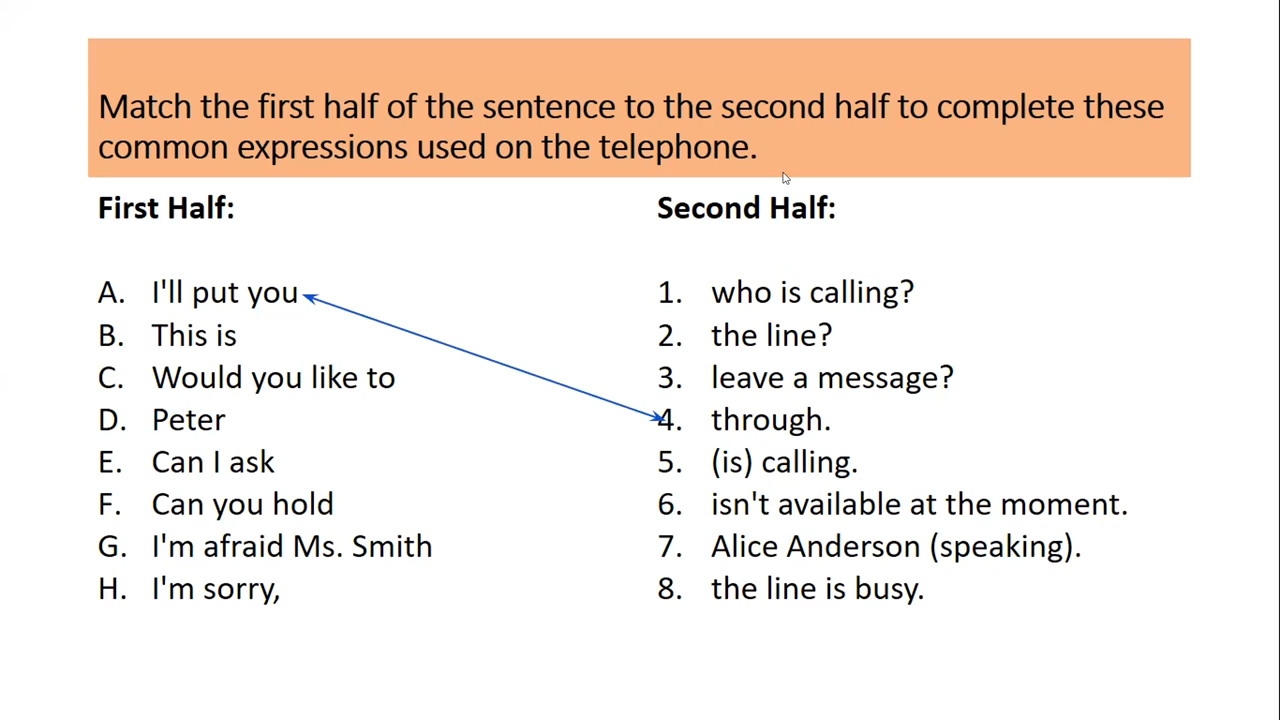 Match the first half of the sentence to the second half to complete these
common expressions used on the telephone.
First Half:
A. I'll put you
B. This is
C. Would you like to
D. Peter
E. Can I ask
F. Can you hold
G. I'm afraid Ms. Smith
H. I'm sorry,
Second Half:
1. who is calling?
2. the line?
3. leave a message?
4. through.
5. (is) calling.
6. isn't available at the moment.
7. Alice Anderson (speaking).
8. the line is busy.